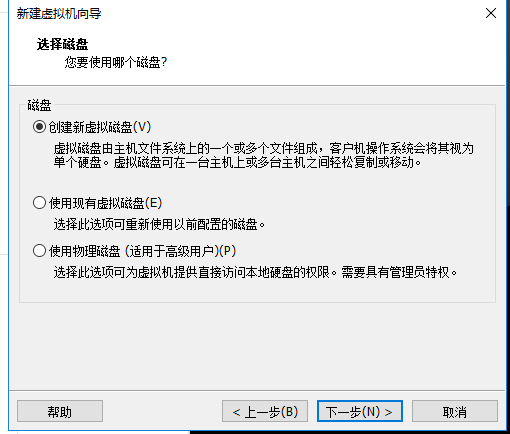 新建虚拟机向导
选择磁盘
您要使用哪个磁盘?
磁盘
创建新虚拟磁盘(V)
虚拟磁盘由主机文件系统上的一个或多个文件组成，客户机操作系统会将其视为
单个硬盘。虚拟磁盘可在一台主机上或多台主机之间轻松复制或移动。
使用现有虚拟磁盘(E)
选择此选项可重新使用以前配置的磁盘。
使用物理磁盘 (适用于高级用户)(P)
选择此选项可为虚拟机提供直接访问本地硬盘的权限。需要具有管理员特权。
帮助
< 上一步(B)
下一步(N) >
取消